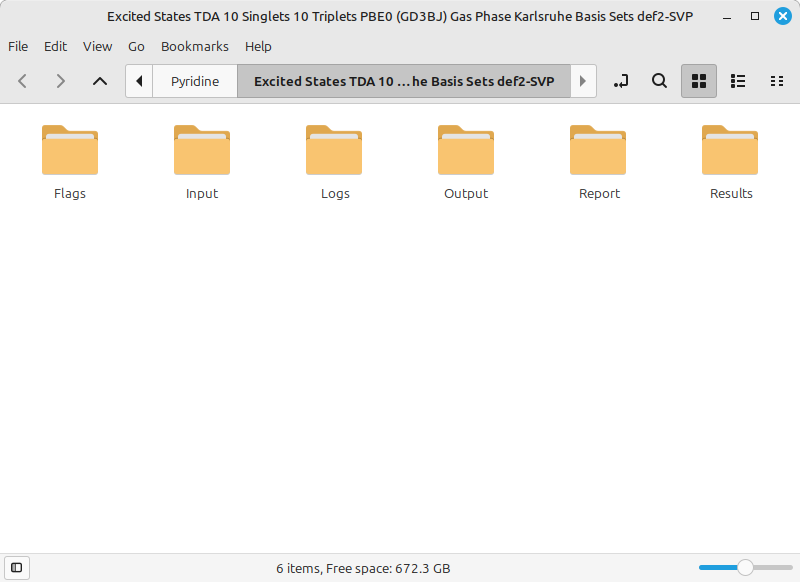 Excited States TDA 10 Singlets 10 Triplets PBE0 (GD3BJ) Gas Phase Karlsruhe Basis Sets def2-SVP
File Edit View Go Bookmarks Help
Pyridine Excited States TDA 10 ...he Basis Sets def2-SVP
Flags Input Logs Output Report Results
6 items, Free space: 672.3 GB